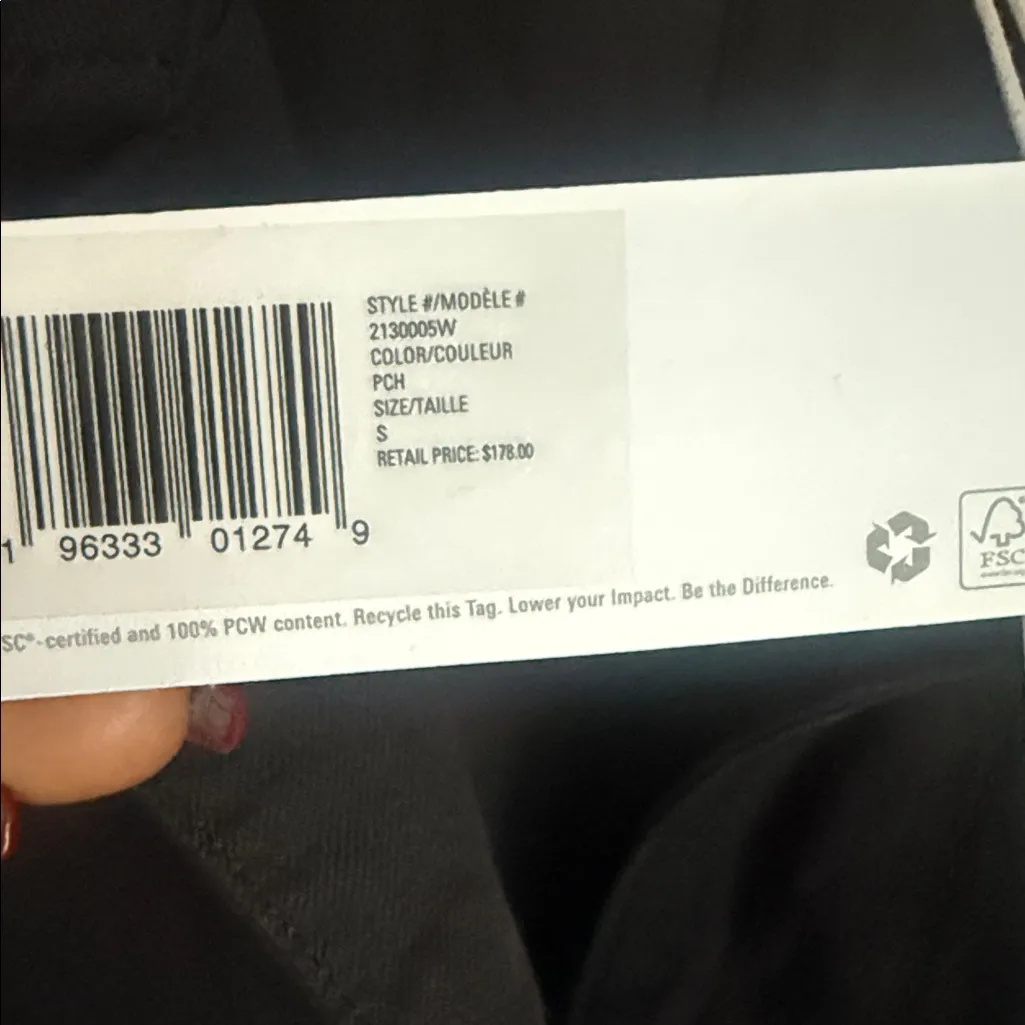 STYLE #/MODÈLE #
2130005W
COLOR/COULEUR
PCH
SIZE/TAILLE
S
RETAIL PRICE: $178.00
1 96333 01274 9
FSC
SC®-certified and 100% PCW content. Recycle this Tag. Lower your Impact. Be the Difference.